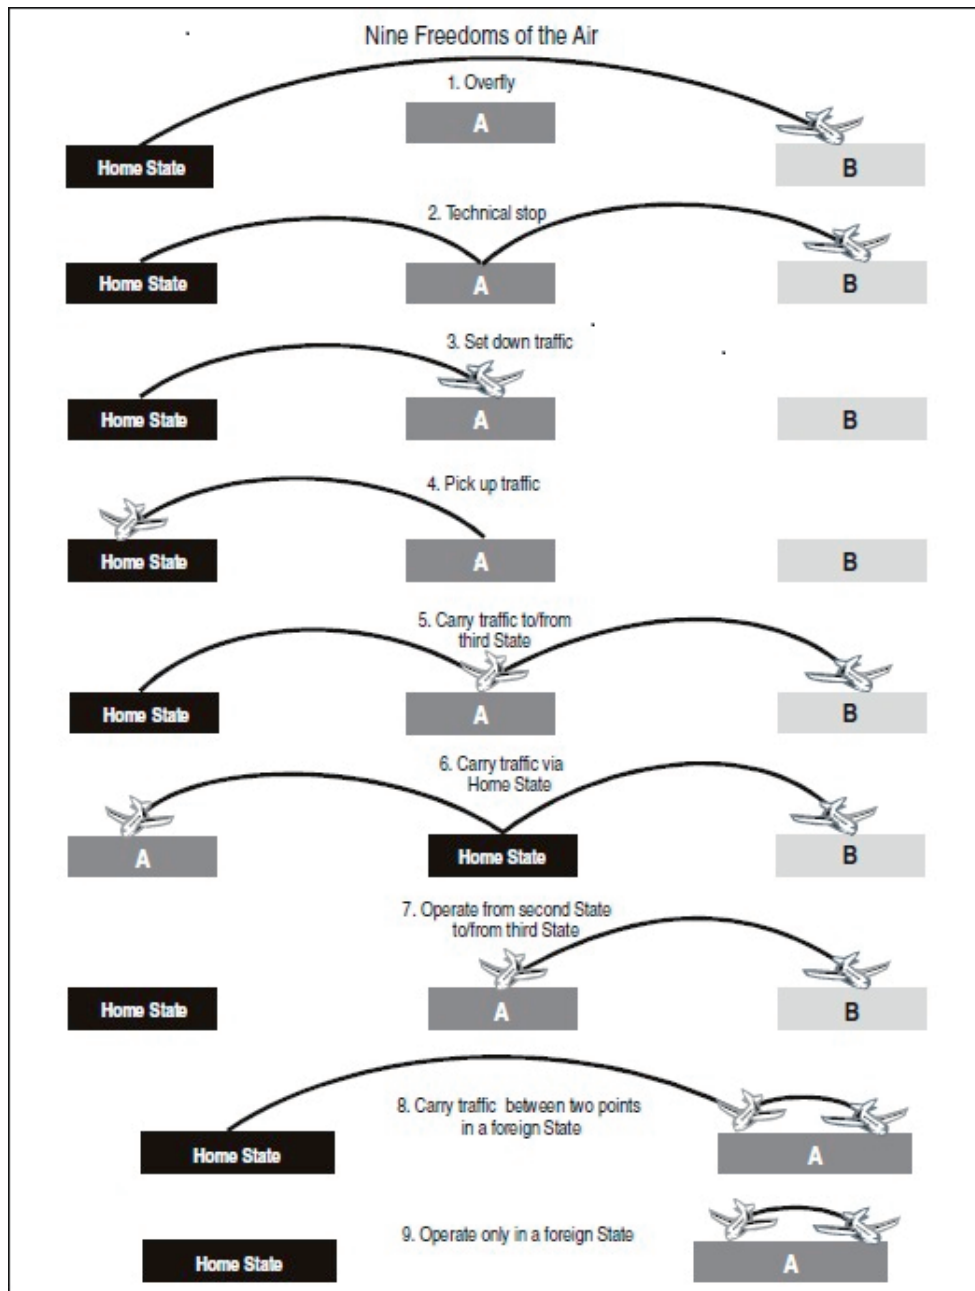 Nine Freedoms of the Air
1. Overfly
A
Home State
B
2. Technical stop
Home State
A
B
3. Set down traffic
Home State
A
B
4. Pick up traffic
Home State
A
B
5. Carry traffic to/from
third State
Home State
A
B
6. Carry traffic via
Home State
A
Home State
B
7. Operate from second State
to/from third State
Home State
A
B
8. Carry traffic between two points
in a foreign State
Home State
A
9. Operate only in a foreign State
Home State
A